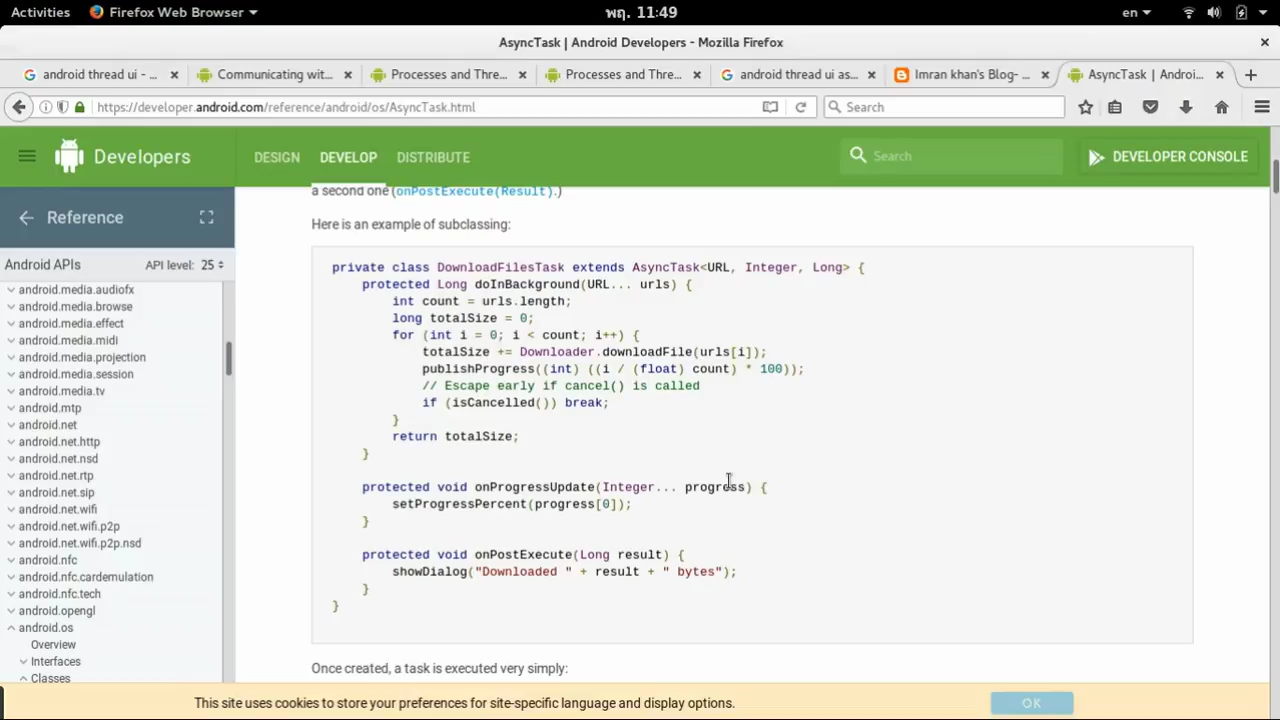 Activities Firefox Web Browser พฤ. 11:49 en
AsyncTask | Android Developers - Mozilla Firefox ×
android thread ui - ... × Communicating wit... × Processes and Thre... × Processes and Thre... × android thread ui as... × Imran khan's Blog- ... × AsyncTask | Androi... × +
https://developer.android.com/reference/android/os/AsyncTask.html Search
Developers DESIGN DEVELOP DISTRIBUTE Search DEVELOPER CONSOLE
Reference
Android APIs API level: 25
android.media.audiofx
android.media.browse
android.media.effect
android.media.midi
android.media.projection
android.media.session
android.media.tv
android.mtp
android.net
android.net.http
android.net.nsd
android.net.rtp
android.net.sip
android.net.wifi
android.net.wifi.p2p
android.net.wifi.p2p.nsd
android.nfc
android.nfc.cardemulation
android.nfc.tech
android.opengl
android.os
Overview
Interfaces
Classes
a second one (onPostExecute(Result).)
Here is an example of subclassing:
private class DownloadFilesTask extends AsyncTask<URL, Integer, Long> {
protected Long doInBackground(URL... urls) {
int count = urls.length;
long totalSize = 0;
for (int i = 0; i < count; i++) {
totalSize += Downloader.downloadFile(urls[i]);
publishProgress((int) ((i / (float) count) * 100));
// Escape early if cancel() is called
if (isCancelled()) break;
}
return totalSize;
}
protected void onProgressUpdate(Integer... progress) {
setProgressPercent(progress[0]);
}
protected void onPostExecute(Long result) {
showDialog("Downloaded " + result + " bytes");
}
}
Once created, a task is executed very simply:
This site uses cookies to store your preferences for site-specific language and display options. OK